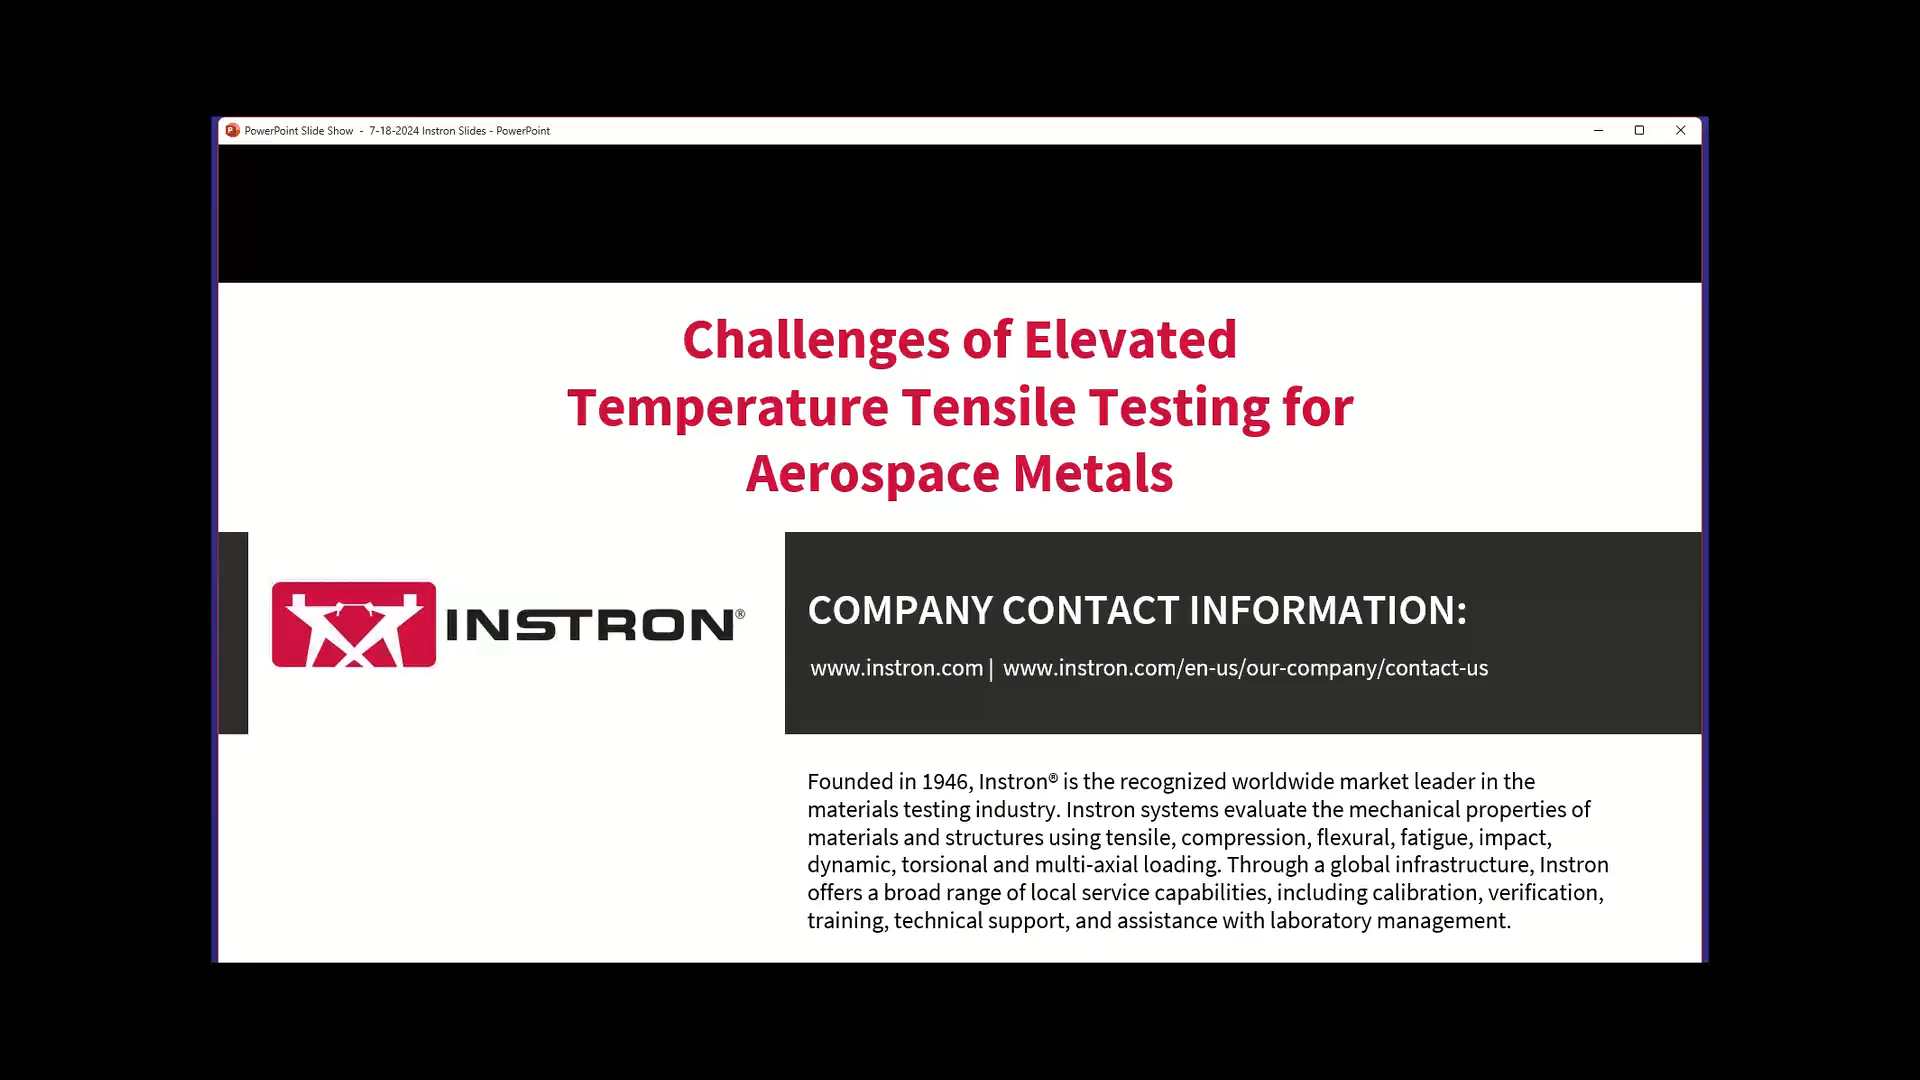 PowerPoint Slide Show - 7-18-2024 Instron Slides - PowerPoint
Challenges of Elevated
Temperature Tensile Testing for
Aerospace Metals
INSTRON®
COMPANY CONTACT INFORMATION:
www.instron.com | www.instron.com/en-us/our-company/contact-us
Founded in 1946, Instron® is the recognized worldwide market leader in the
materials testing industry. Instron systems evaluate the mechanical properties of
materials and structures using tensile, compression, flexural, fatigue, impact,
dynamic, torsional and multi-axial loading. Through a global infrastructure, Instron
offers a broad range of local service capabilities, including calibration, verification,
training, technical support, and assistance with laboratory management.